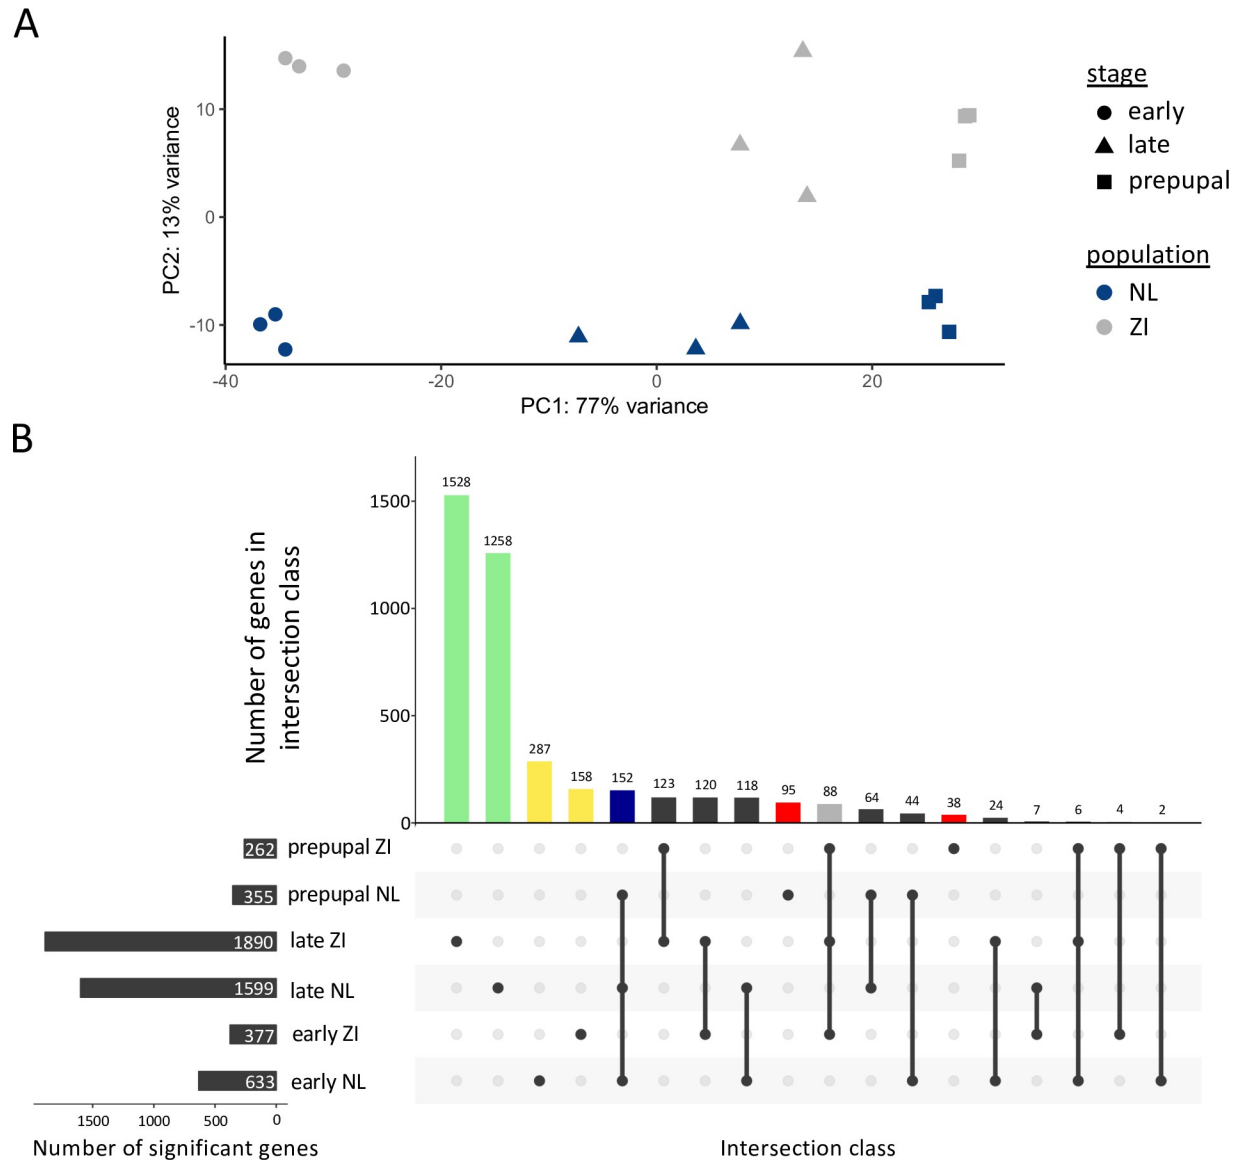 A
PC2: 13% variance
10
0
-10
-40
-20
0
20
PC1: 77% variance
stage
early
late
prepupal
population
NL
ZI
B
Number of genes in
intersection class
1500
1000
500
0
1528
1258
287
158
152
123
120
118
95
88
64
44
38
24
7
6
4
2
262 prepupal ZI
355 prepupal NL
1890 late ZI
1599 late NL
377 early ZI
633 early NL
1500 1000 500 0
Number of significant genes
Intersection class